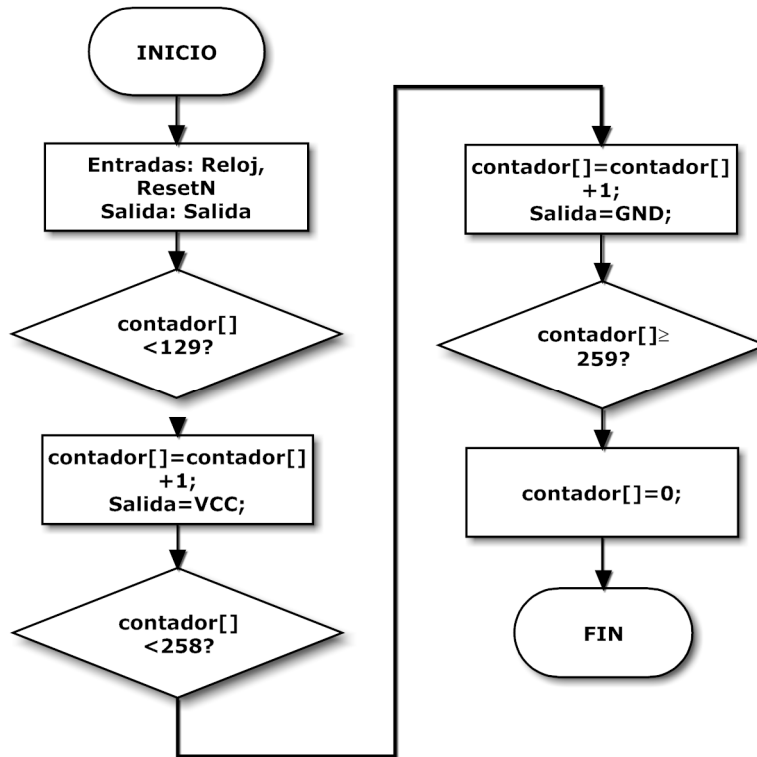 INICIO
Entradas: Reloj,
ResetN
Salida: Salida
contador[]
<129?
contador[]=contador[]
+1;
Salida=VCC;
contador[]
<258?
contador[]=contador[]
+1;
Salida=GND;
contador[]≥
259?
contador[]=0;
FIN